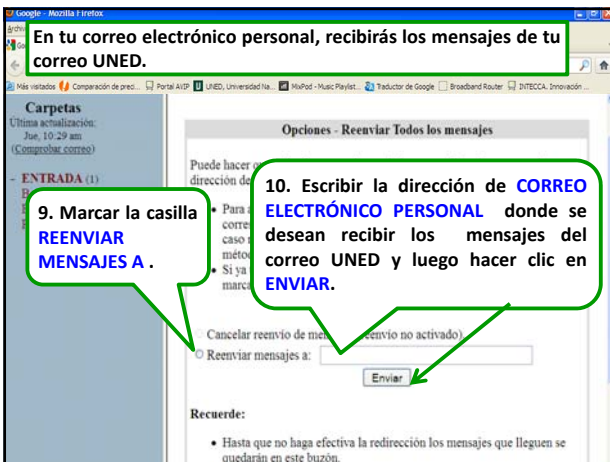 Google - Mozilla Firefox
En tu correo electrónico personal, recibirás los mensajes de tu
correo UNED.
Más visitados Comparación de preci... Portal AVIP UNED, Universidad Na... MixPod - Music Playlist... Traductor de Google Broadband Router INTECCA. Innovación ...
Carpetas
Última actualización:
Jue, 10:29 am
(Comprobar correo)
- ENTRADA (1)
Opciones - Reenviar Todos los mensajes
Puede hacer
dirección de
• Para
corre
caso
méto
• Si ya
marca
9. Marcar la casilla
REENVIAR
MENSAJES A .
10. Escribir la dirección de CORREO
ELECTRÓNICO PERSONAL donde se
desean recibir los mensajes del
correo UNED y luego hacer clic en
ENVIAR.
Cancelar reenvío de reenvío no activado)
Reenviar mensajes a:
Enviar
Recuerde:
• Hasta que no haga efectiva la redirección los mensajes que lleguen se
quedarán en este buzón.